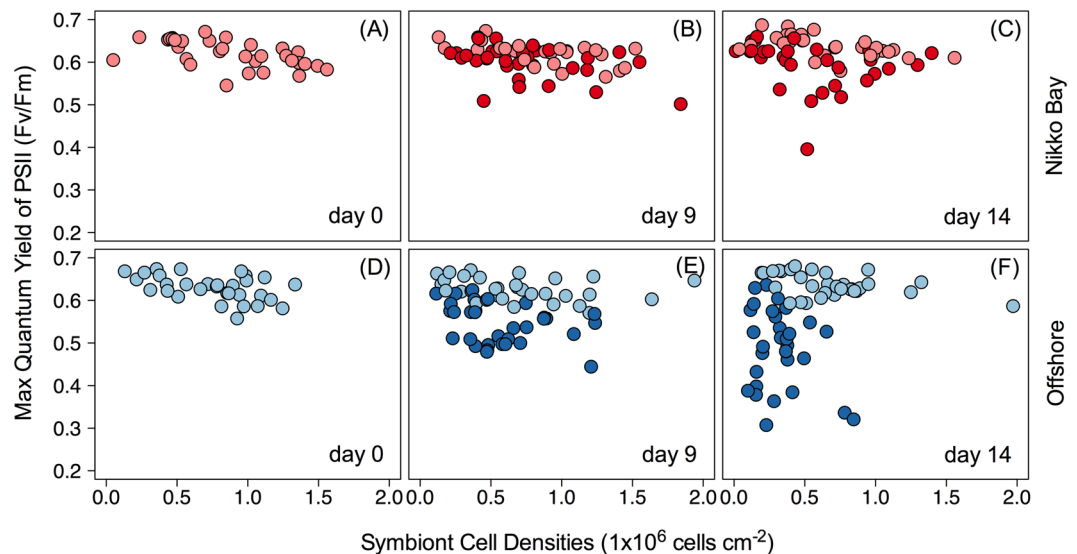 Max Quantum Yield of PSII (Fv/Fm)
0.7
0.6
0.5
0.4
0.3
0.2
(A)
day 0
(B)
day 9
(C)
day 14
Nikko Bay
0.7
0.6
0.5
0.4
0.3
0.2
(D)
day 0
(E)
day 9
(F)
day 14
Offshore
0.0 0.5 1.0 1.5 2.0
0.0 0.5 1.0 1.5 2.0
0.0 0.5 1.0 1.5 2.0
Symbiont Cell Densities (1x10⁶ cells cm⁻²)